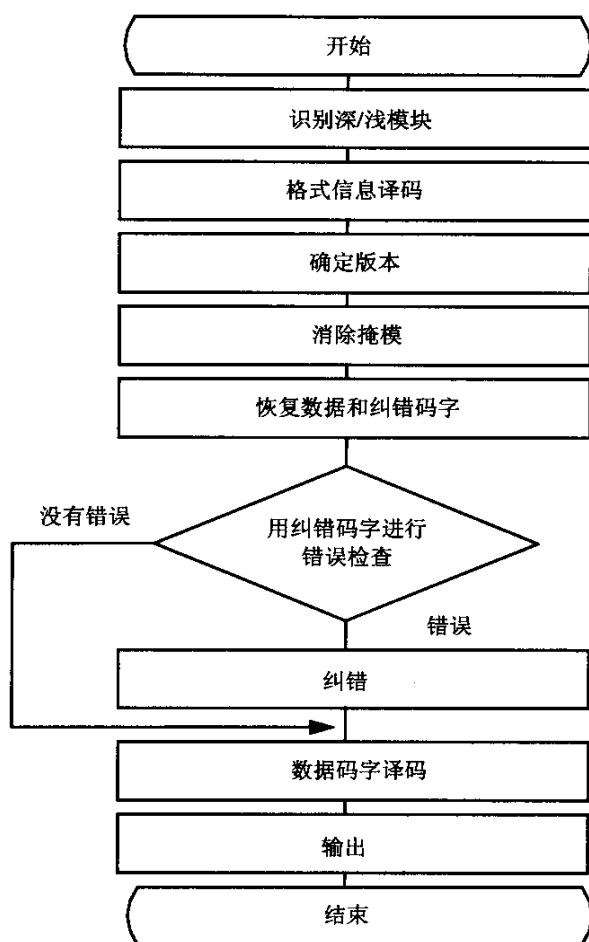 开始
识别深/浅模块
格式信息译码
确定版本
消除掩模
恢复数据和纠错码字
没有错误
用纠错码字进行
错误检查
错误
纠错
数据码字译码
输出
结束